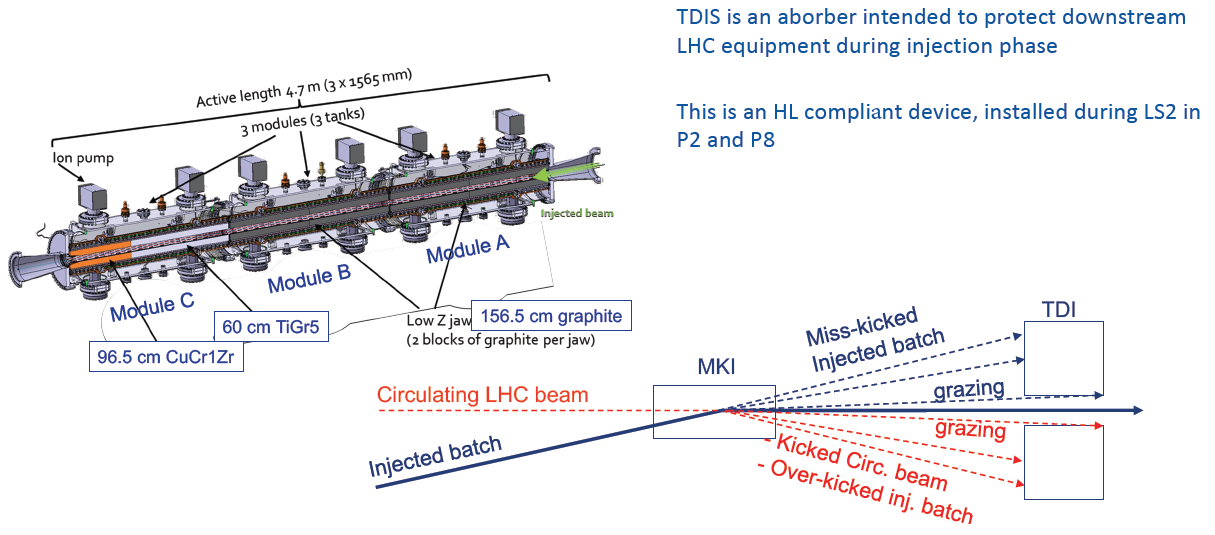 TDIS is an aborber intended to protect downstream
LHC equipment during injection phase
This is an HL compliant device, installed during LS2 in
P2 and P8
Active length 4.7 m (3 x 1565 mm)
3 modules (3 tanks)
Ion pump
Injected beam
Module A
Module B
Module C
Low Z jaw
(2 blocks of graphite per jaw)
156.5 cm graphite
60 cm TiGr5
96.5 cm CuCr1Zr
TDI
Miss-kicked
Injected batch
MKI
grazing
Circulating LHC beam
grazing
Injected batch
- Kicked Circ. beam
- Over-kicked inj. batch